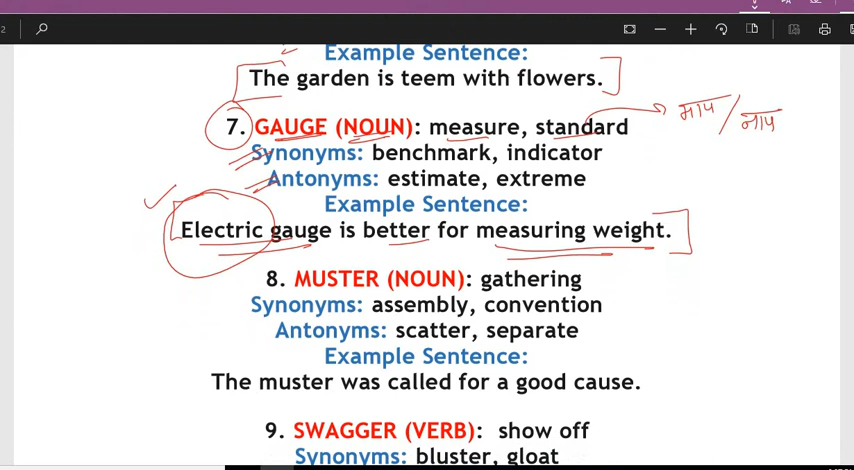 2
Example Sentence:
The garden is teem with flowers.
7. GAUGE (NOUN): measure, standard
माप / नाप
Synonyms: benchmark, indicator
Antonyms: estimate, extreme
Example Sentence:
Electric gauge is better for measuring weight.
8. MUSTER (NOUN): gathering
Synonyms: assembly, convention
Antonyms: scatter, separate
Example Sentence:
The muster was called for a good cause.
9. SWAGGER (VERB): show off
Synonyms: bluster, gloat